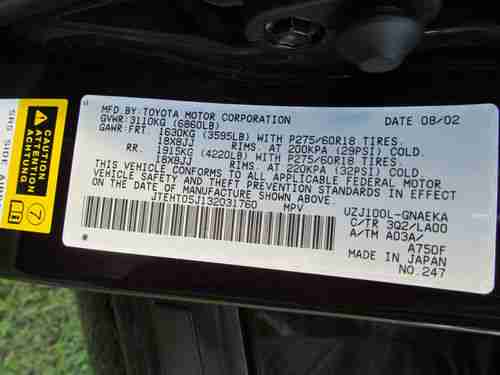 MFD. BY TOYOTA MOTOR CORPORATION DATE 08/02
GVWR:3110KG (6860LB)
GAWR:FRT. 1630KG (3595LB) WITH P275/60R18 TIRES,
18X8JJ RIMS, AT 200KPA (29PSI) COLD.
RR. 1915KG (4220LB) WITH P275/60R18 TIRES,
18X8JJ RIMS, AT 220KPA (32PSI) COLD.
THIS VEHICLE CONFORMS TO ALL APPLICABLE FEDERAL MOTOR
VEHICLE SAFETY AND THEFT PREVENTION STANDARDS IN EFFECT
ON THE DATE OF MANUFACTURE SHOWN ABOVE.
JTEHT05J132031760 MPV
UZJ100L-GNAEKA
C/TR 3Q2/LA00
A/TM A03A/
A750F
MADE IN JAPAN
NO.247
CAUTION
ATTENTION
ACHTUNG
7
SRS SIDE